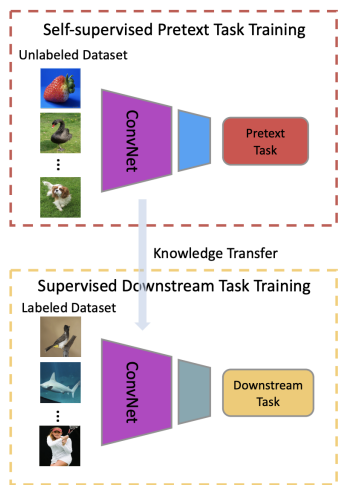 Self-supervised Pretext Task Training
Unlabeled Dataset
ConvNet
Pretext
Task
Knowledge Transfer
Supervised Downstream Task Training
Labeled Dataset
ConvNet
Downstream
Task